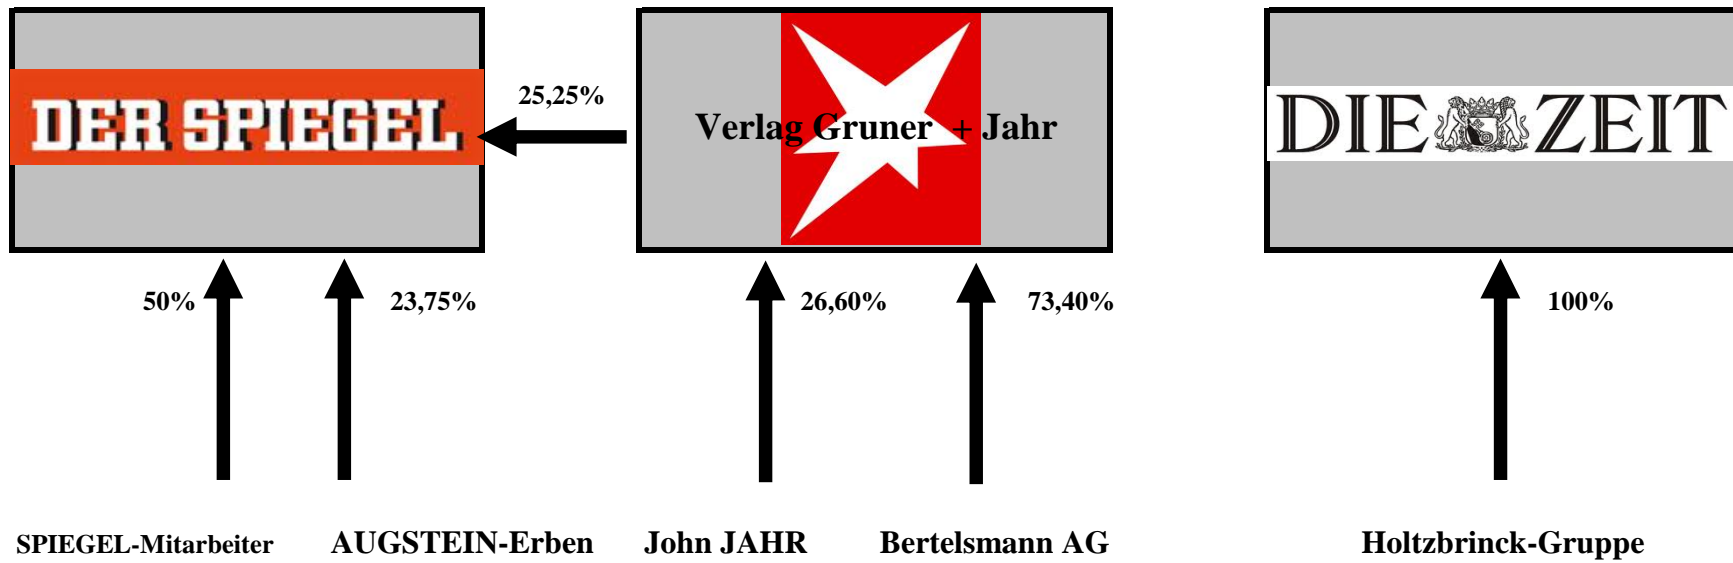 DER SPIEGEL
25,25%
Verlag Gruner + Jahr
DIE ZEIT
50%
23,75%
26,60%
73,40%
100%
SPIEGEL-Mitarbeiter
AUGSTEIN-Erben
John JAHR
Bertelsmann AG
Holtzbrinck-Gruppe